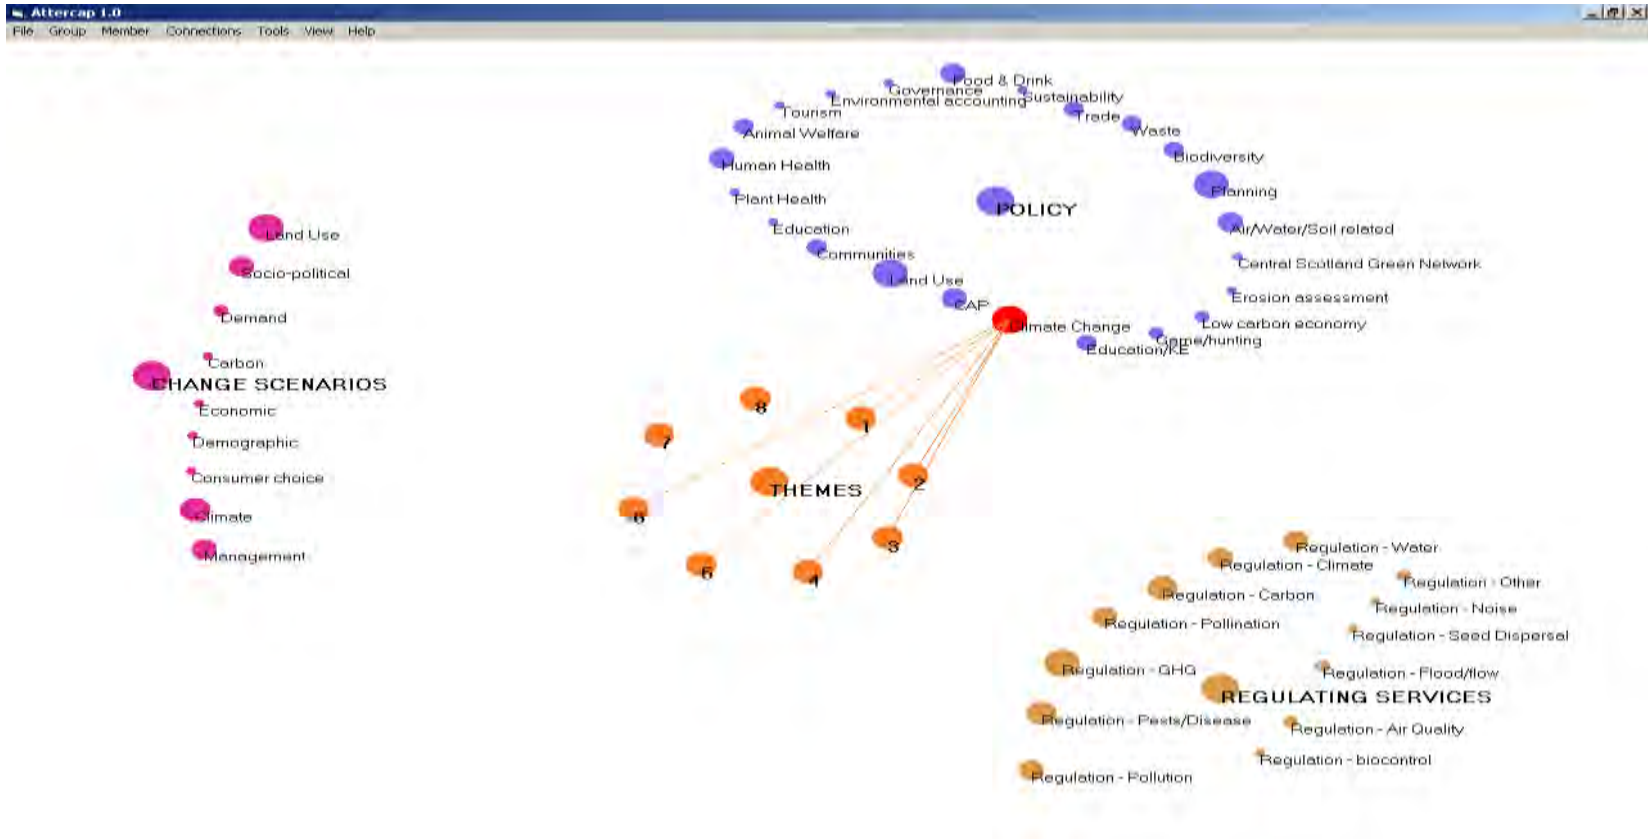 Attercap 1.0
File Group Member Connections Tools View Help
Food & Drink
Governance
Sustainability
Environmental accounting
Tourism
Trade
Waste
Animal Welfare
Biodiversity
Human Health
Planning
Plant Health
POLICY
Education
Air/Water/Soil related
Communities
Central Scotland Green Network
Land Use
Erosion assessment
CAP
Low carbon economy
Climate Change
Game/hunting
Education/KE
Land Use
Socio-political
Demand
Carbon
CHANGE SCENARIOS
Economic
Demographic
Consumer choice
Climate
Management
8
1
7
2
THEMES
6
3
5
4
Regulation - Water
Regulation - Climate
Regulation - Other
Regulation - Carbon
Regulation - Noise
Regulation - Pollination
Regulation - Seed Dispersal
Regulation - GHG
Regulation - Flood/flow
REGULATING SERVICES
Regulation - Pests/Disease
Regulation - Air Quality
Regulation - biocontrol
Regulation - Pollution